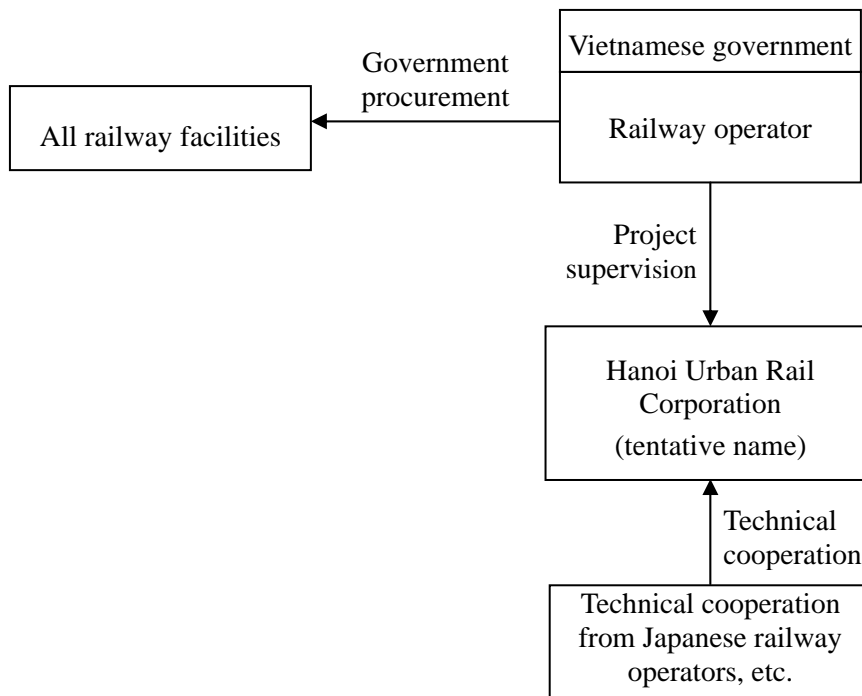 Vietnamese government
Government
procurement
All railway facilities
Railway operator
Project
supervision
Hanoi Urban Rail
Corporation
(tentative name)
Technical
cooperation
Technical cooperation
from Japanese railway
operators, etc.